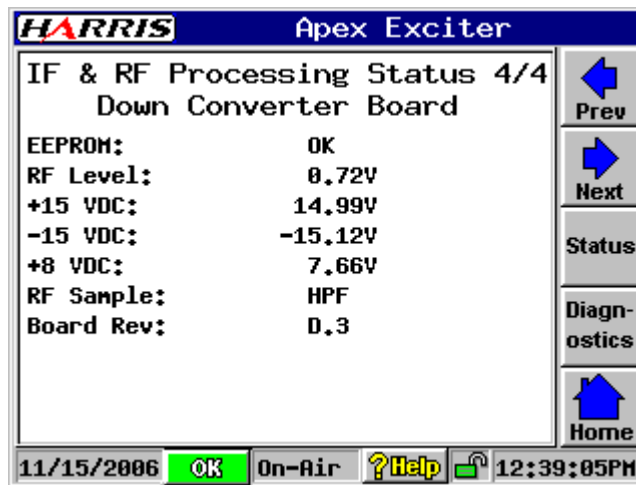 HARRIS Apex Exciter
IF & RF Processing Status 4/4
Down Converter Board
EEPROM: OK
RF Level: 0.72V
+15 VDC: 14.99V
-15 VDC: -15.12V
+8 VDC: 7.66V
RF Sample: HPF
Board Rev: D.3
Prev
Next
Status
Diagn-
ostics
Home
11/15/2006 OK On-Air ?Help 12:39:05PM